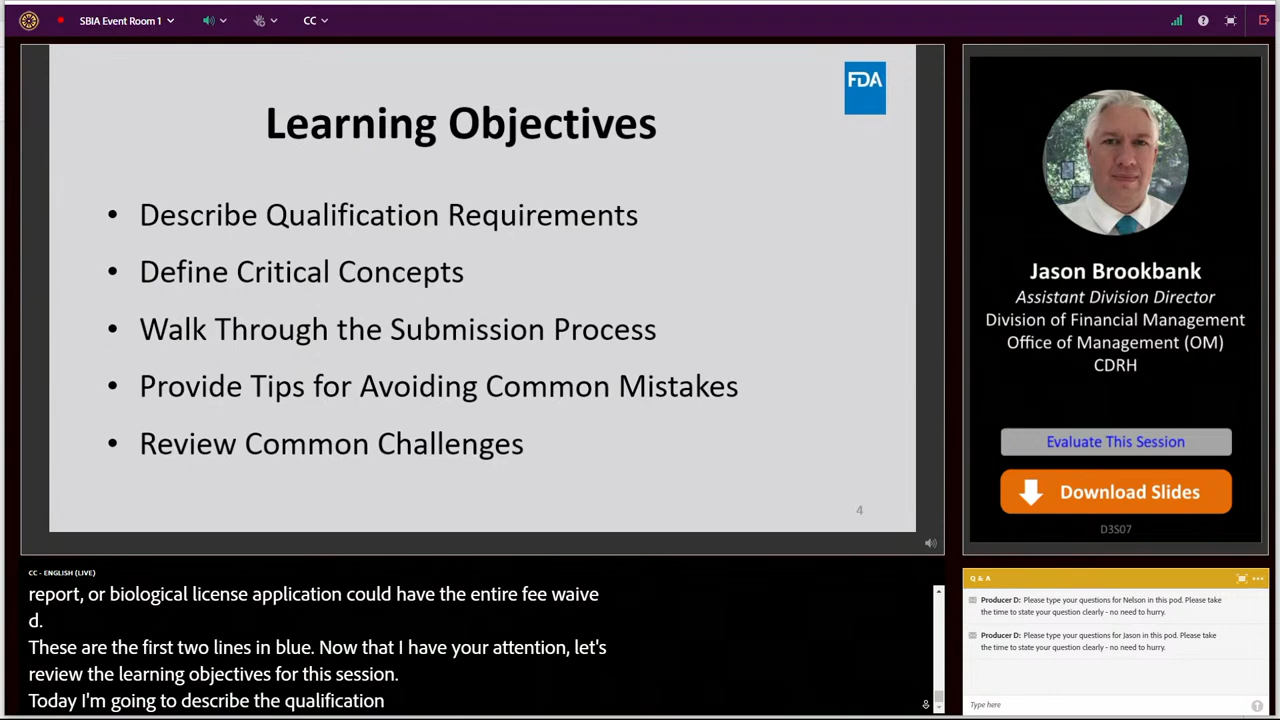 SBIA Event Room 1
CC
FDA
Learning Objectives
• Describe Qualification Requirements
• Define Critical Concepts
• Walk Through the Submission Process
• Provide Tips for Avoiding Common Mistakes
• Review Common Challenges
4
Jason Brookbank
Assistant Division Director
Division of Financial Management
Office of Management (OM)
CDRH
Evaluate This Session
Download Slides
D3S07
CC - ENGLISH (LIVE)
report, or biological license application could have the entire fee waive
d.
These are the first two lines in blue. Now that I have your attention, let's
review the learning objectives for this session.
Today I'm going to describe the qualification
Q & A
Producer D: Please type your questions for Nelson in this pod. Please take
the time to state your question clearly - no need to hurry.
Producer D: Please type your questions for Jason in this pod. Please take
the time to state your question clearly - no need to hurry.
Type here